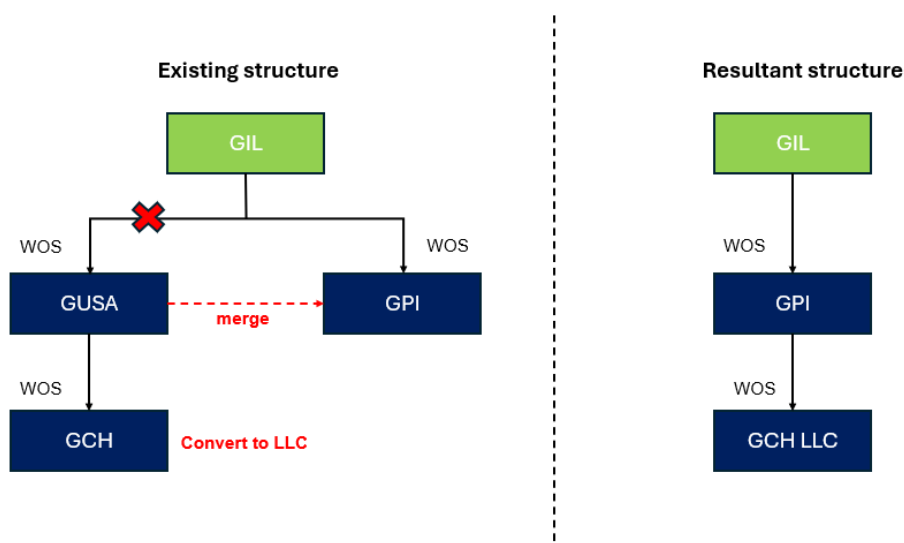 Existing structure
Resultant structure
GIL
GIL
WOS
WOS
WOS
GUSA
merge
GPI
GPI
WOS
WOS
GCH
Convert to LLC
GCH LLC